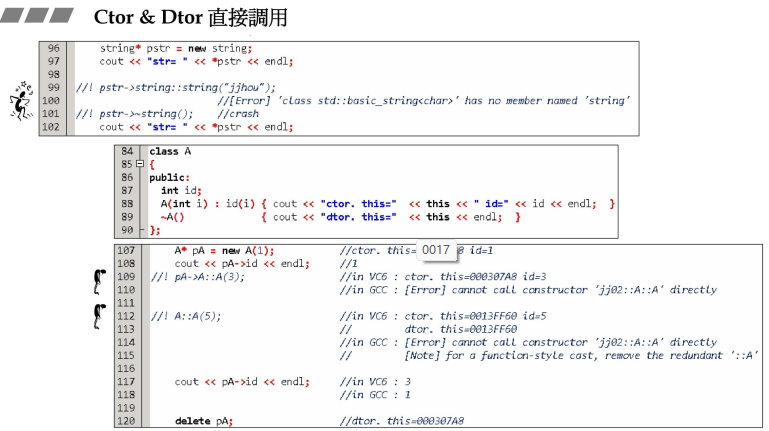 Ctor & Dtor 直接調用
96 string* pstr = new string;
97 cout << "str= " << *pstr << endl;
98
99 //! pstr->string::string("jjhou");
100 //[Error] 'class std::basic_string<char>' has no member named 'string'
101 //! pstr->~string(); //crash
102 cout << "str= " << *pstr << endl;
84 class A
85 {
86 public:
87 int id;
88 A(int i) : id(i) { cout << "ctor. this=" << this << " id=" << id << endl; }
89 ~A() { cout << "dtor. this=" << this << endl; }
90 };
107 A* pA = new A(1); //ctor. this= 0017 8 id=1
108 cout << pA->id << endl; //1
109 //! pA->A::A(3); //in VC6 : ctor. this=000307A8 id=3
110 //in GCC : [Error] cannot call constructor 'jj02::A::A' directly
111
112 //! A::A(5); //in VC6 : ctor. this=0013FF60 id=5
113 // dtor. this=0013FF60
114 //in GCC : [Error] cannot call constructor 'jj02::A::A' directly
115 // [Note] for a function-style cast, remove the redundant '::A'
116
117 cout << pA->id << endl; //in VC6 : 3
118 //in GCC : 1
119
120 delete pA; //dtor. this=000307A8